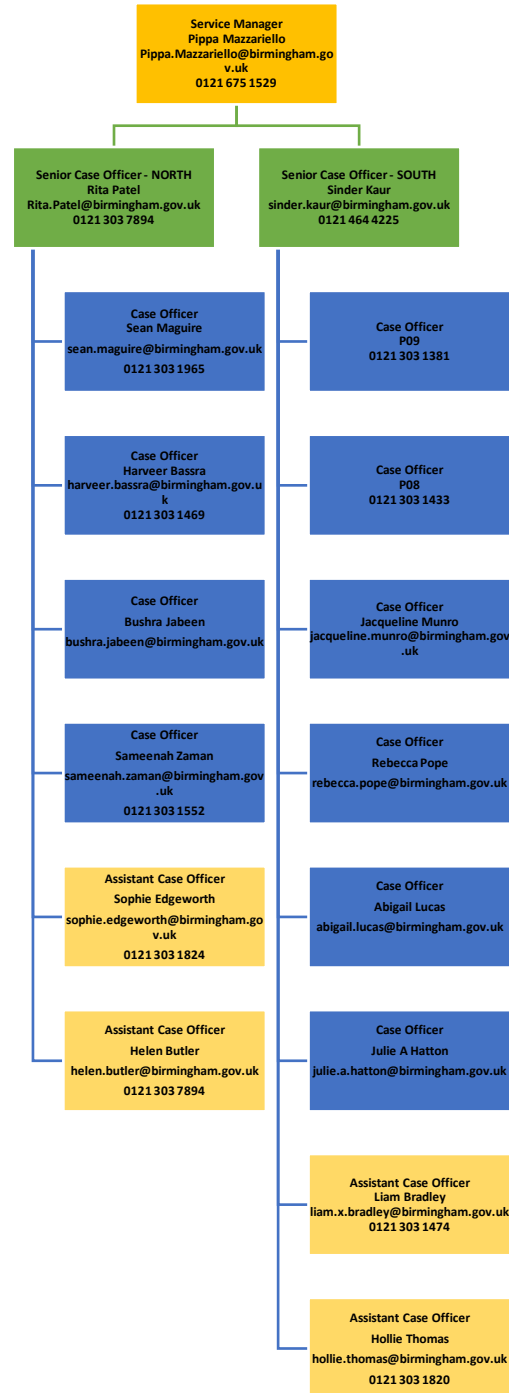 Service Manager
Pippa Mazzariello
Pippa.Mazzariello@birmingham.go
v.uk
0121 675 1529
Senior Case Officer - NORTH
Rita Patel
Rita.Patel@birmingham.gov.uk
0121 303 7894
Senior Case Officer - SOUTH
Sinder Kaur
sinder.kaur@birmingham.gov.uk
0121 464 4225
Case Officer
Sean Maguire
sean.maguire@birmingham.gov.uk
0121 303 1965
Case Officer
Harveer Bassra
harveer.bassra@birmingham.gov.u
k
0121 303 1469
Case Officer
Bushra Jabeen
bushra.jabeen@birmingham.gov.uk
Case Officer
Sameenah Zaman
sameenah.zaman@birmingham.gov
.uk
0121 303 1552
Assistant Case Officer
Sophie Edgeworth
sophie.edgeworth@birmingham.go
v.uk
0121 303 1824
Assistant Case Officer
Helen Butler
helen.butler@birmingham.gov.uk
0121 303 7894
Case Officer
P09
0121 303 1381
Case Officer
P08
0121 303 1433
Case Officer
Jacqueline Munro
jacqueline.munro@birmingham.gov
.uk
Case Officer
Rebecca Pope
rebecca.pope@birmingham.gov.uk
Case Officer
Abigail Lucas
abigail.lucas@birmingham.gov.uk
Case Officer
Julie A Hatton
julie.a.hatton@birmingham.gov.uk
Assistant Case Officer
Liam Bradley
liam.x.bradley@birmingham.gov.uk
0121 303 1474
Assistant Case Officer
Hollie Thomas
hollie.thomas@birmingham.gov.uk
0121 303 1820